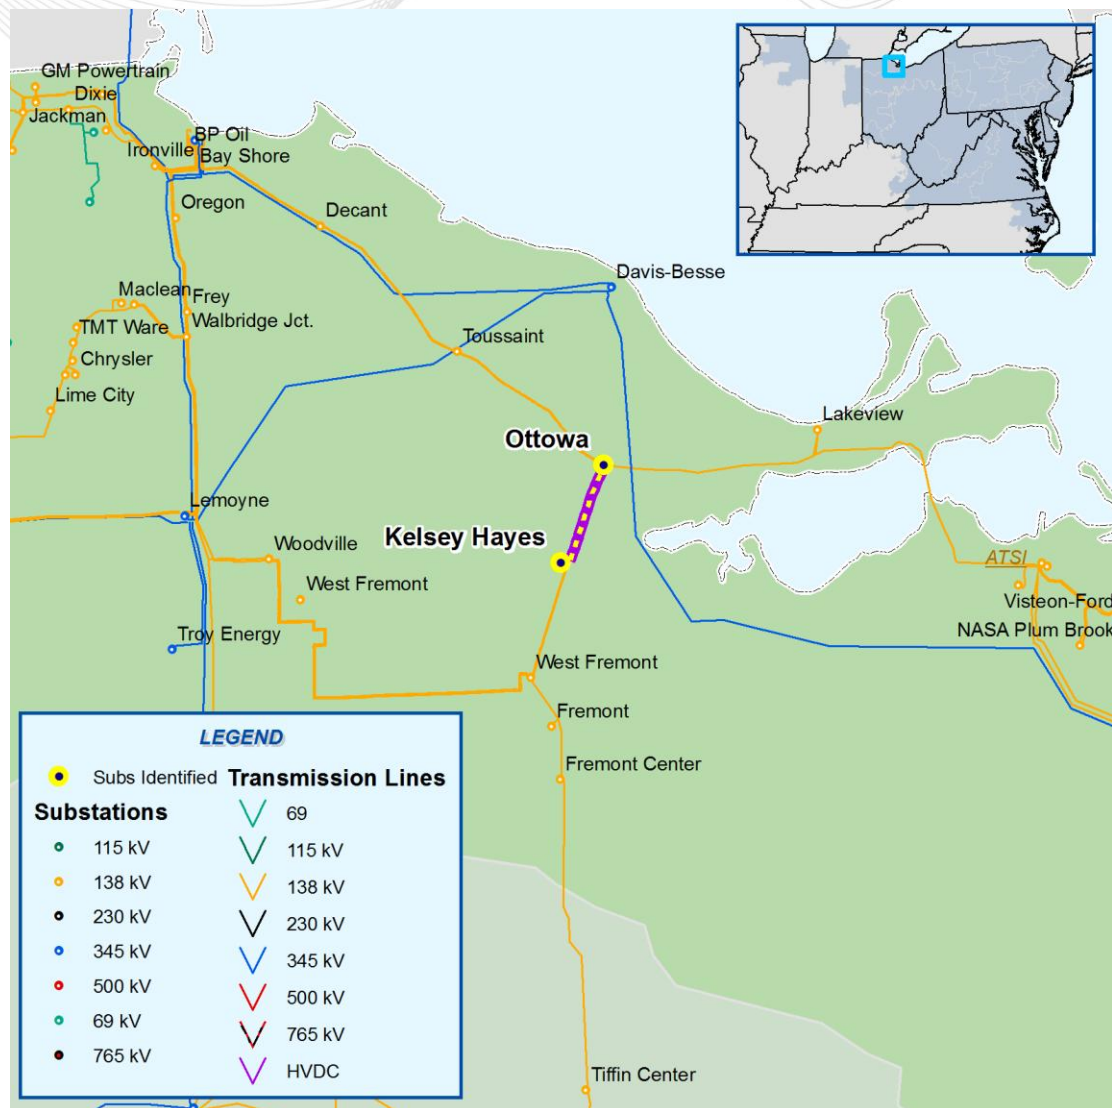 GM Powertrain
Dixie
Jackman
BP Oil
Ironville
Bay Shore
Oregon
Decant
Davis-Besse
Maclean
Frey
Walbridge Jct.
TMT Ware
Toussaint
Chrysler
Lime City
Lakeview
Ottowa
Lemoyne
Kelsey Hayes
Woodville
ATSI
West Fremont
Visteon-Ford
NASA Plum Brook
Troy Energy
West Fremont
Fremont
Fremont Center
Tiffin Center
LEGEND
Subs Identified
Substations
115 kV
138 kV
230 kV
345 kV
500 kV
69 kV
765 kV
Transmission Lines
69
115 kV
138 kV
230 kV
345 kV
500 kV
765 kV
HVDC